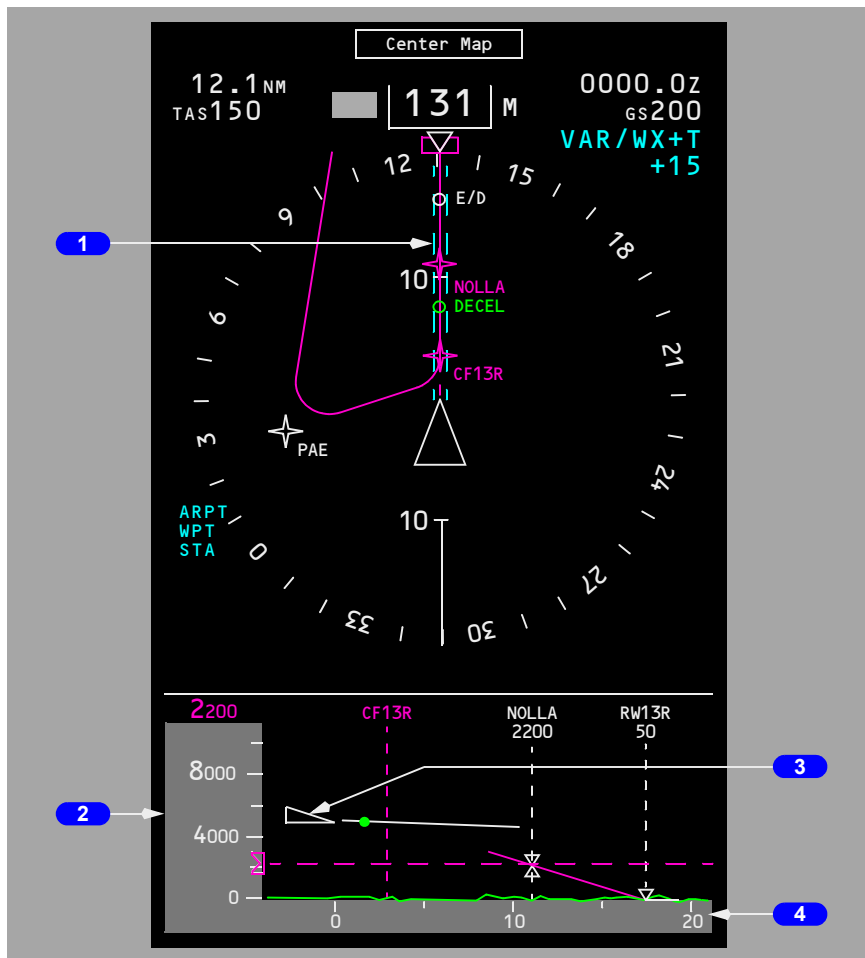 Center Map
12.1NM
TAS150
131 M
0000.0Z
GS200
VAR/WX+T
+15
12
15
9
E/D
1
18
10
NOLLA
DECEL
6
21
CF13R
3
PAE
24
ARPT
WPT
STA
10
0
27
33
30
2200
CF13R
NOLLA
2200
RW13R
50
8000
3
2
4000
0
4
0
10
20